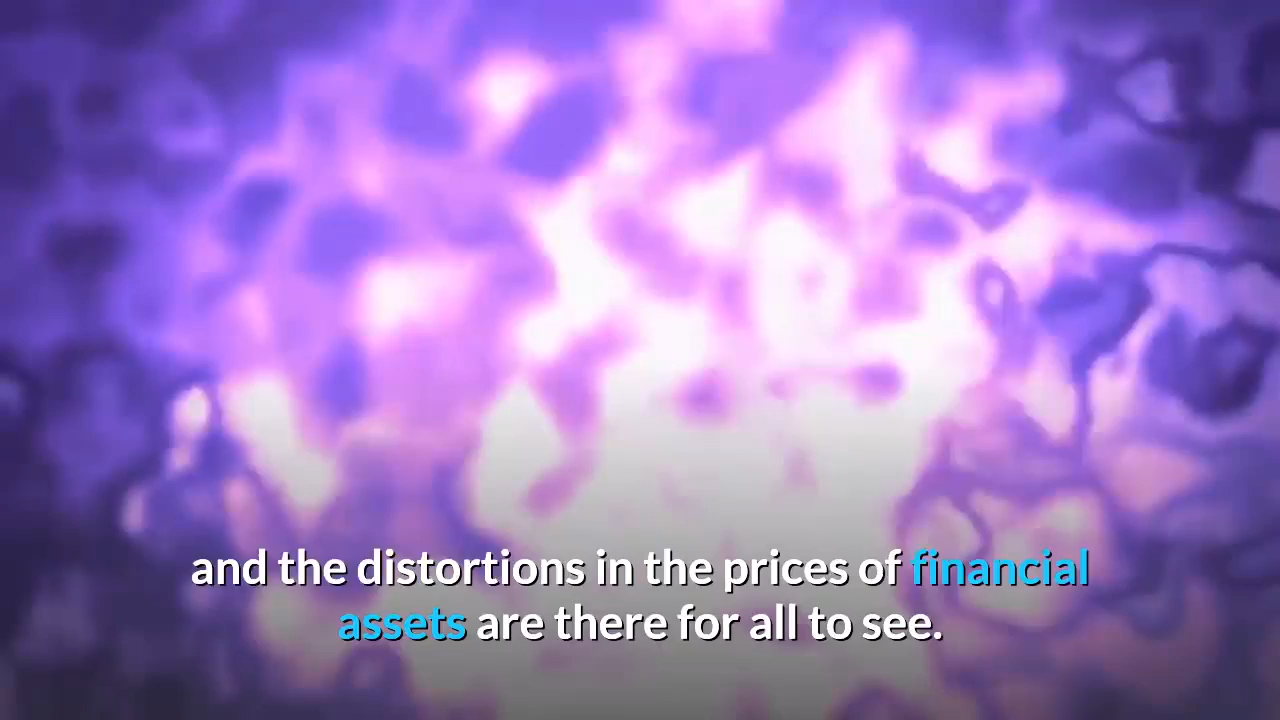 and the distortions in the prices of financial
assets are there for all to see.